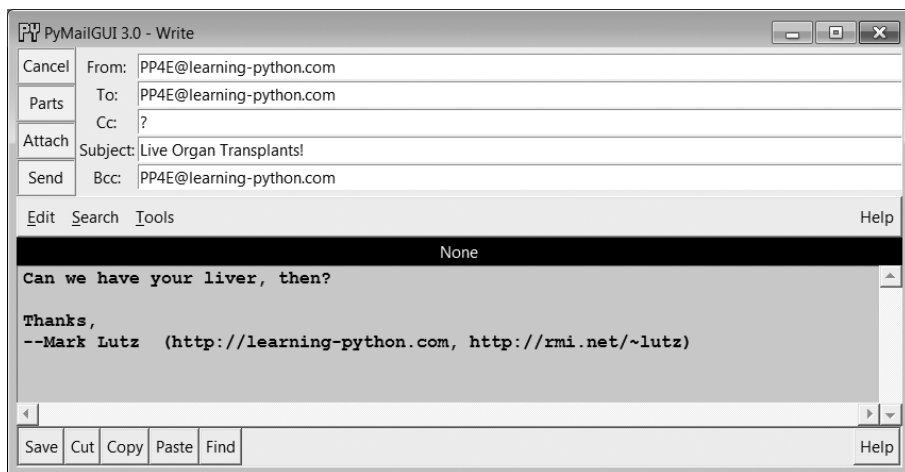 PY PyMailGUI 3.0 - Write
Cancel From: PP4E@learning-python.com
Parts To: PP4E@learning-python.com
Cc: ?
Attach Subject: Live Organ Transplants!
Send Bcc: PP4E@learning-python.com
Edit Search Tools Help
None
Can we have your liver, then?
Thanks,
--Mark Lutz (http://learning-python.com, http://rmi.net/~lutz)
Save Cut Copy Paste Find Help